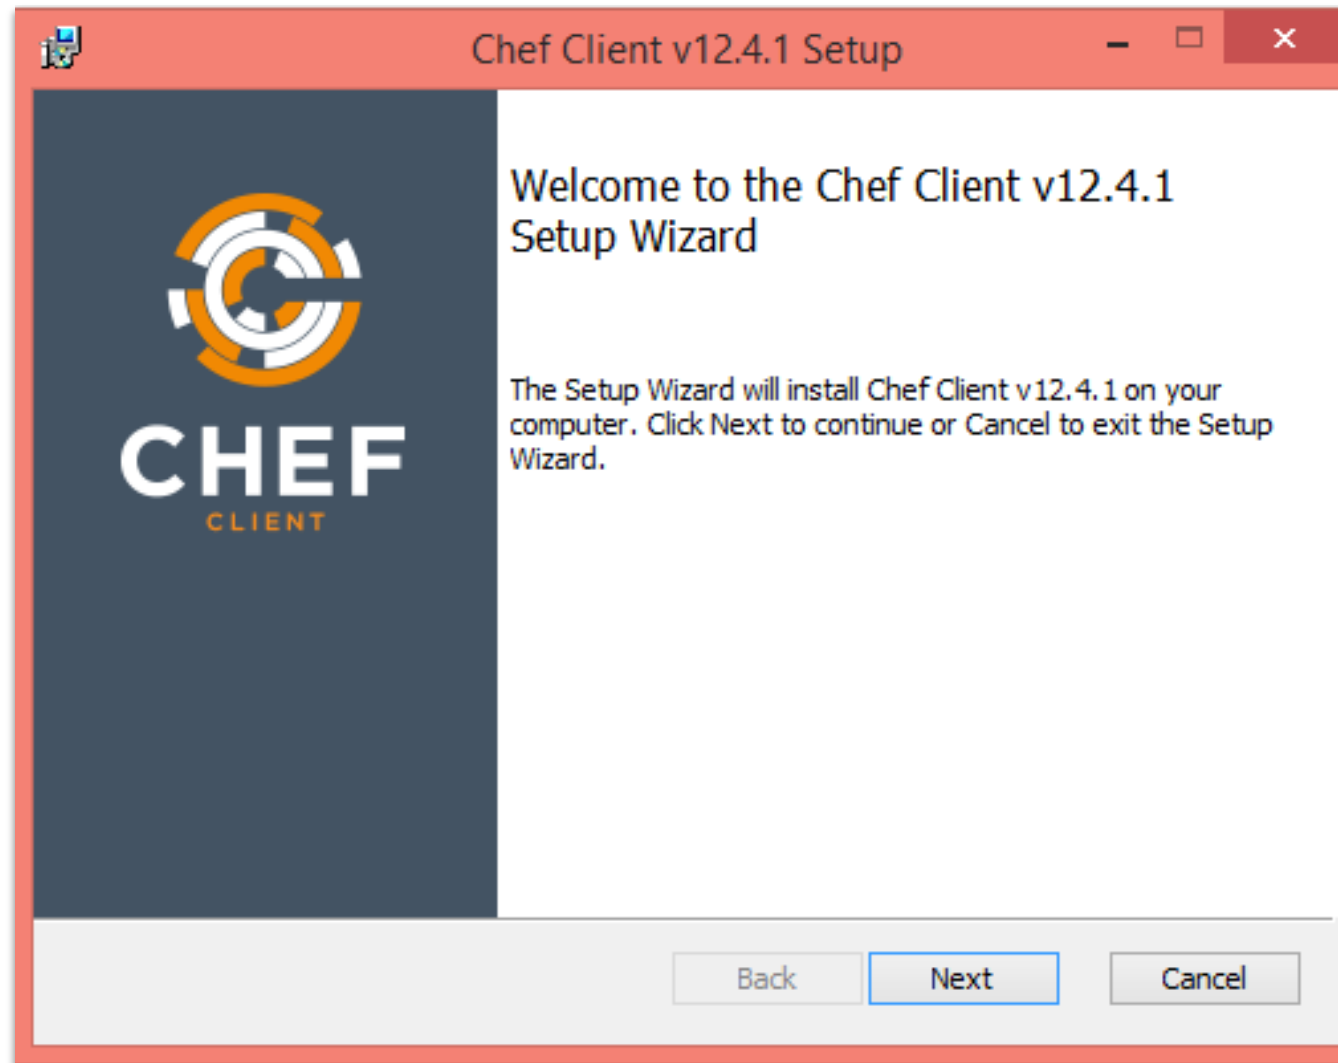 Chef Client v12.4.1 Setup
Welcome to the Chef Client v12.4.1
Setup Wizard
The Setup Wizard will install Chef Client v12.4.1 on your
computer. Click Next to continue or Cancel to exit the Setup
Wizard.
CHEF
CLIENT
Back Next Cancel